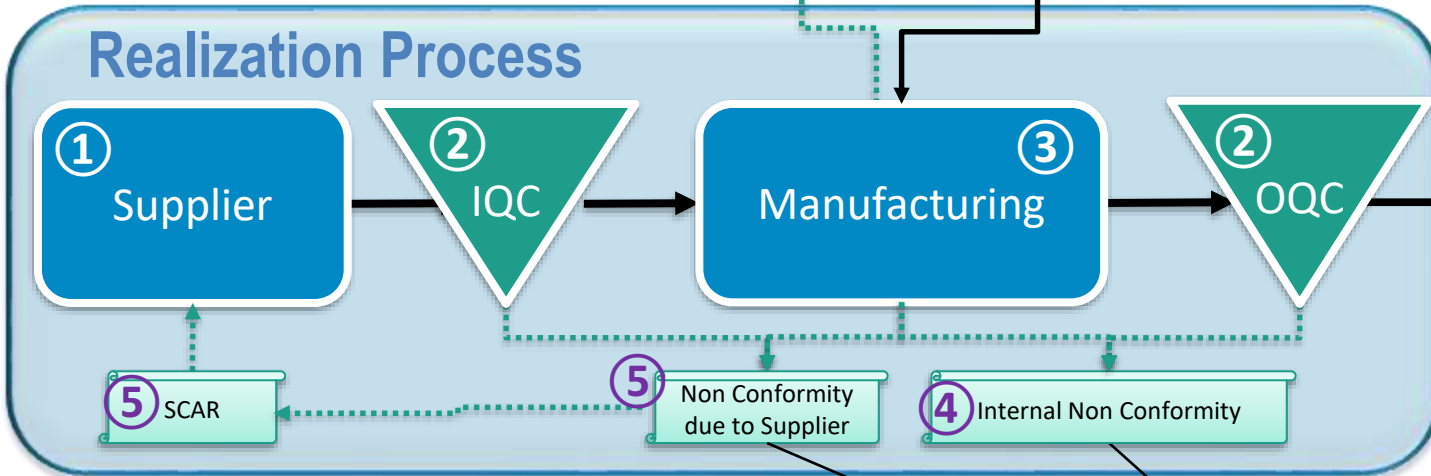 Realization Process
① Supplier
② IQC
③ Manufacturing
② OQC
⑤ SCAR
⑤ Non Conformity
due to Supplier
④ Internal Non Conformity